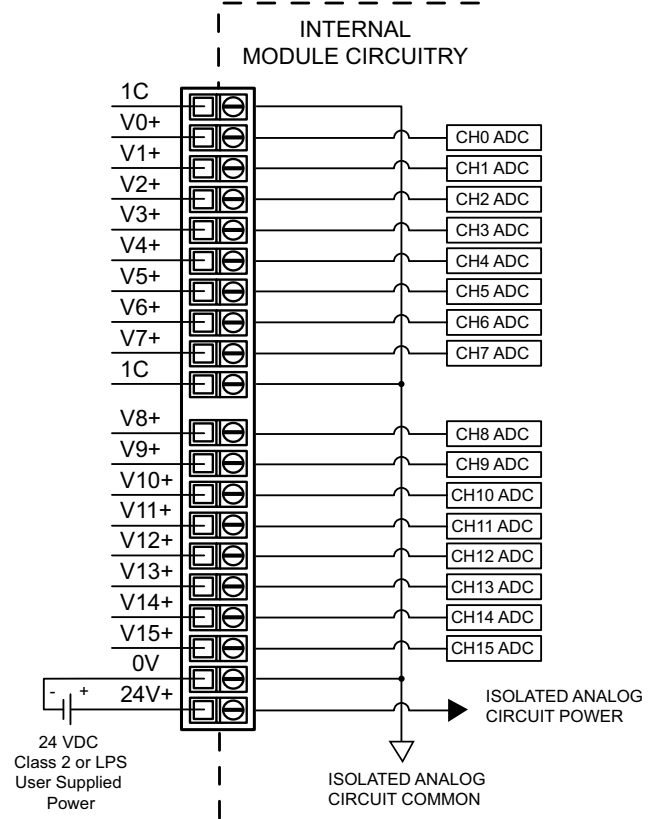 INTERNAL
MODULE CIRCUITRY
1C
V0+
CH0 ADC
V1+
CH1 ADC
V2+
CH2 ADC
V3+
CH3 ADC
V4+
CH4 ADC
V5+
CH5 ADC
V6+
CH6 ADC
V7+
CH7 ADC
1C
V8+
CH8 ADC
V9+
CH9 ADC
V10+
CH10 ADC
V11+
CH11 ADC
V12+
CH12 ADC
V13+
CH13 ADC
V14+
CH14 ADC
V15+
CH15 ADC
0V
- +
24V+
ISOLATED ANALOG
CIRCUIT POWER
24 VDC
Class 2 or LPS
User Supplied
Power
ISOLATED ANALOG
CIRCUIT COMMON